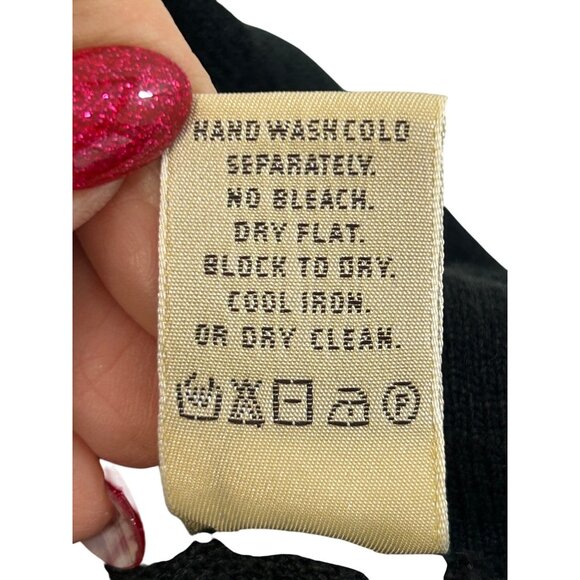 HAND WASH COLD
SEPARATELY.
NO BLEACH.
DRY FLAT.
BLOCK TO DRY.
COOL IRON.
OR DRY CLEAN.
P